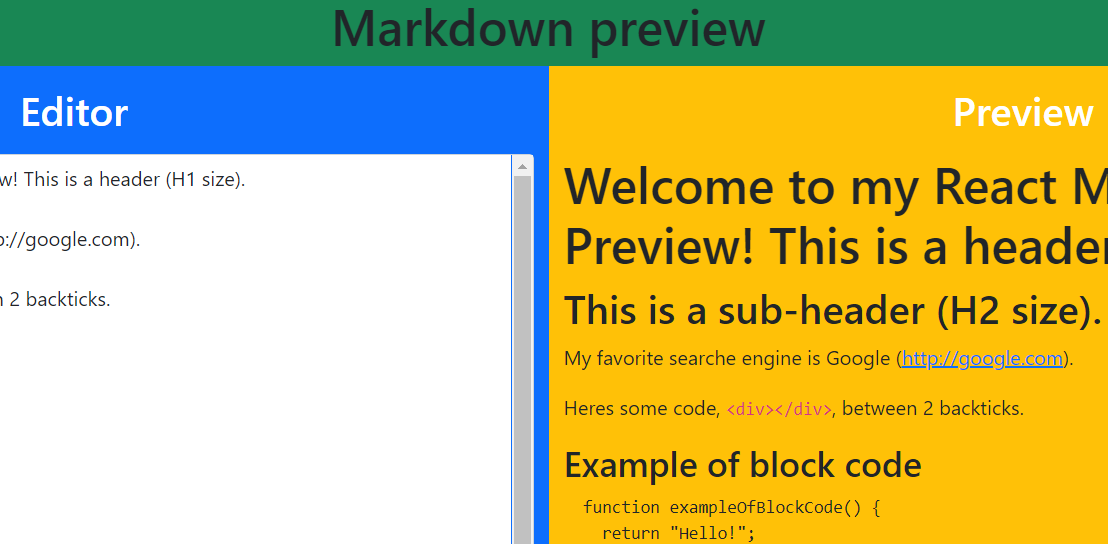 Markdown preview
Editor
w! This is a header (H1 size).
p://google.com).
n 2 backticks.
Preview
Welcome to my React M
Preview! This is a header
This is a sub-header (H2 size).
My favorite searche engine is Google (http://google.com).
Heres some code, <div></div>, between 2 backticks.
Example of block code
function exampleOfBlockCode() {
return "Hello!";